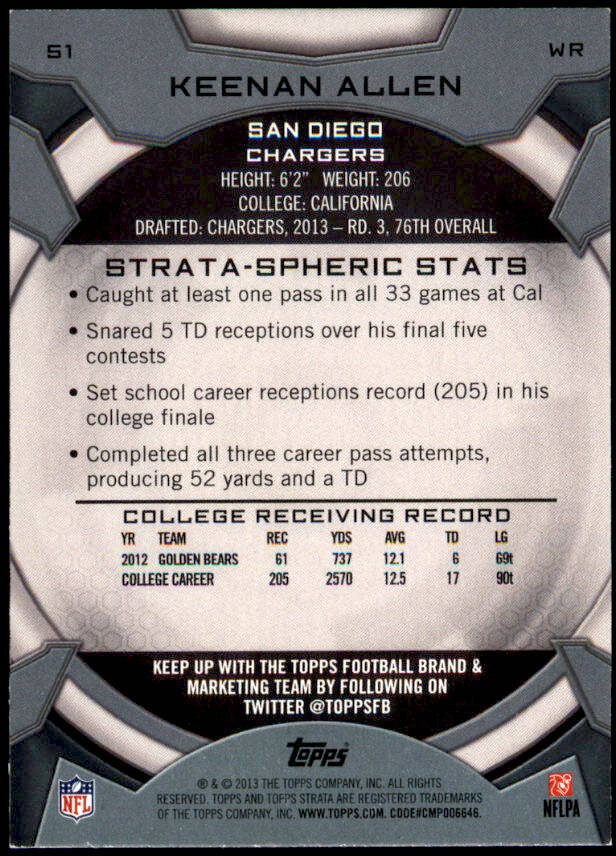 51
WR
KEENAN ALLEN
SAN DIEGO
CHARGERS
HEIGHT: 6'2" WEIGHT: 206
COLLEGE: CALIFORNIA
DRAFTED: CHARGERS, 2013 – RD. 3, 76TH OVERALL
STRATA-SPHERIC STATS
• Caught at least one pass in all 33 games at Cal
• Snared 5 TD receptions over his final five
contests
• Set school career receptions record (205) in his
college finale
• Completed all three career pass attempts,
producing 52 yards and a TD
COLLEGE RECEIVING RECORD
YR TEAM REC YDS AVG TD LG
2012 GOLDEN BEARS 61 737 12.1 6 69t
COLLEGE CAREER 205 2570 12.5 17 90t
KEEP UP WITH THE TOPPS FOOTBALL BRAND &
MARKETING TEAM BY FOLLOWING ON
TWITTER @TOPPSFB
Topps
® & © 2013 THE TOPPS COMPANY, INC. ALL RIGHTS
RESERVED. TOPPS AND TOPPS STRATA ARE REGISTERED TRADEMARKS
OF THE TOPPS COMPANY, INC. WWW.TOPPS.COM. CODE#CMP006646.
NFL
NFLPA